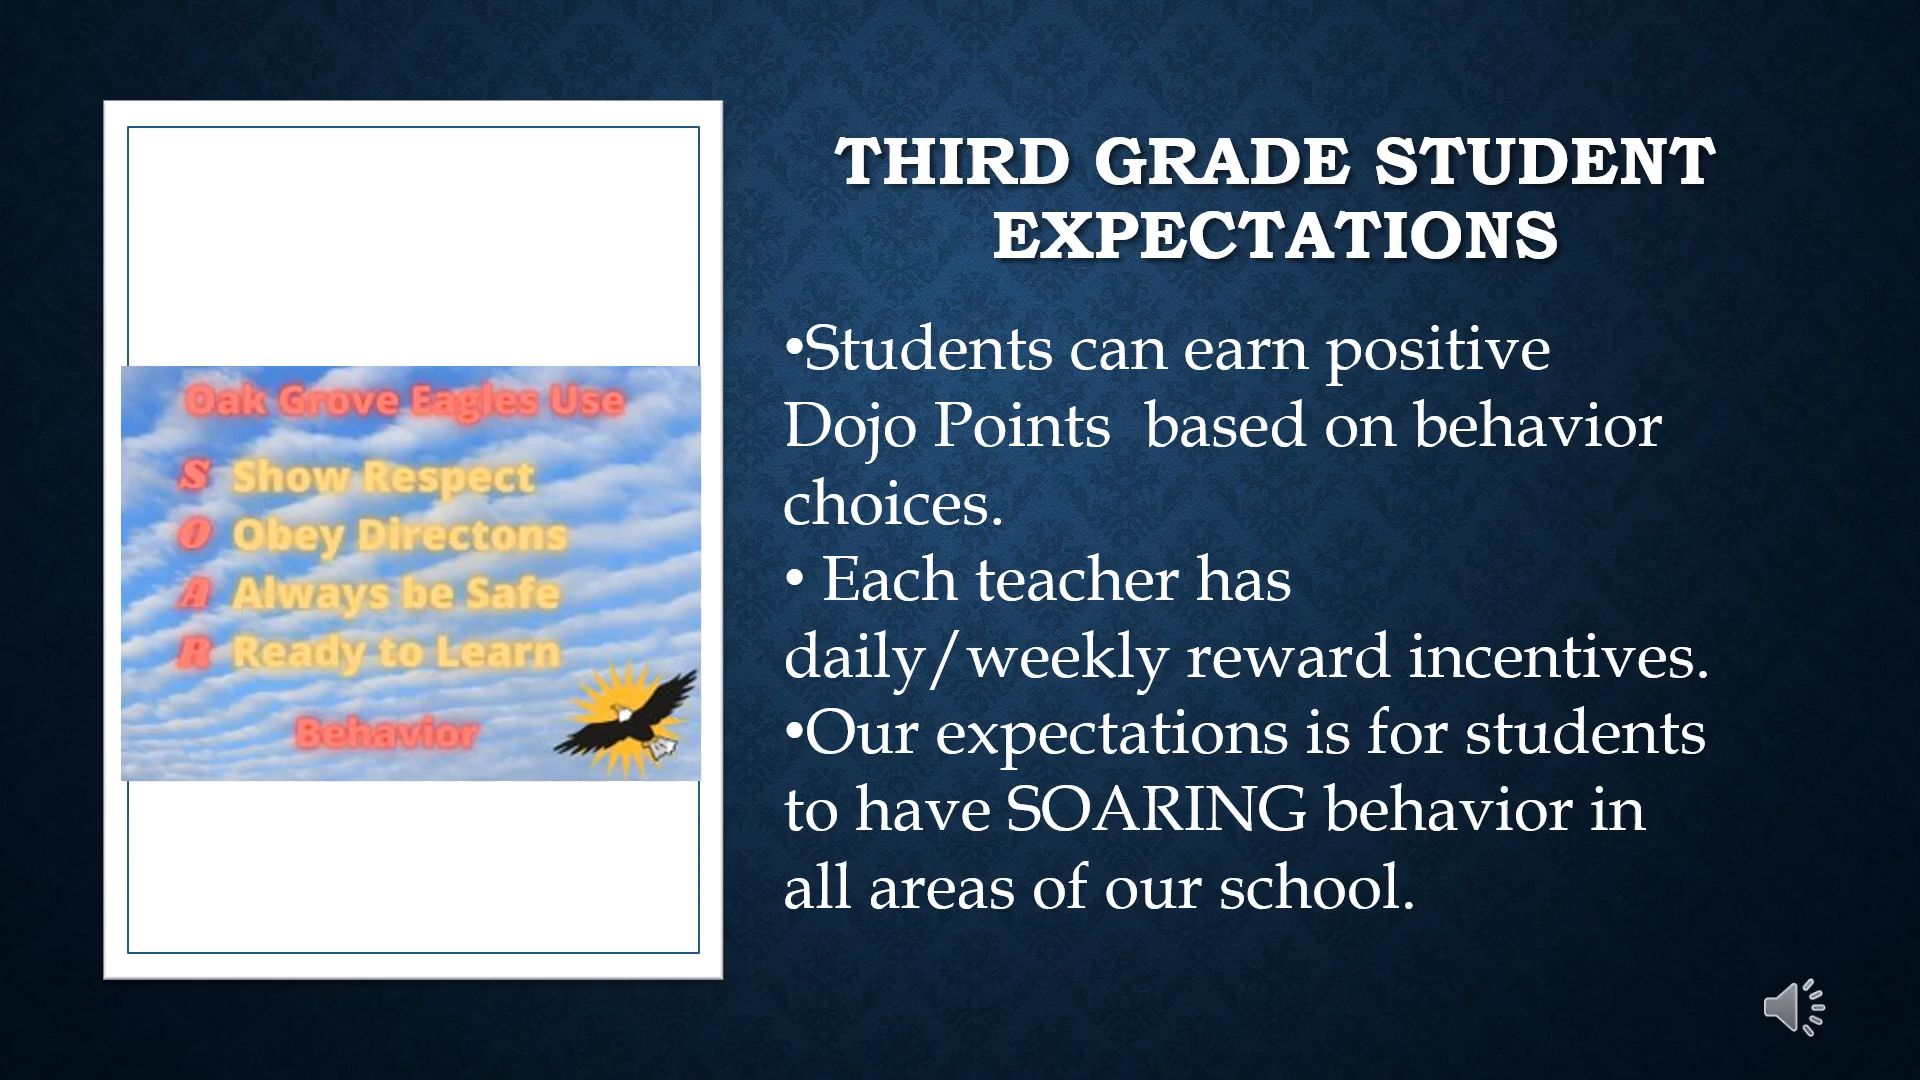 Oak Grove Eagles Use
S Show Respect
O Obey Directons
A Always be Safe
R Ready to Learn
Behavior
THIRD GRADE STUDENT
EXPECTATIONS
•Students can earn positive
Dojo Points  based on behavior
choices.
• Each teacher has
daily/weekly reward incentives.
•Our expectations is for students
to have SOARING behavior in
all areas of our school.